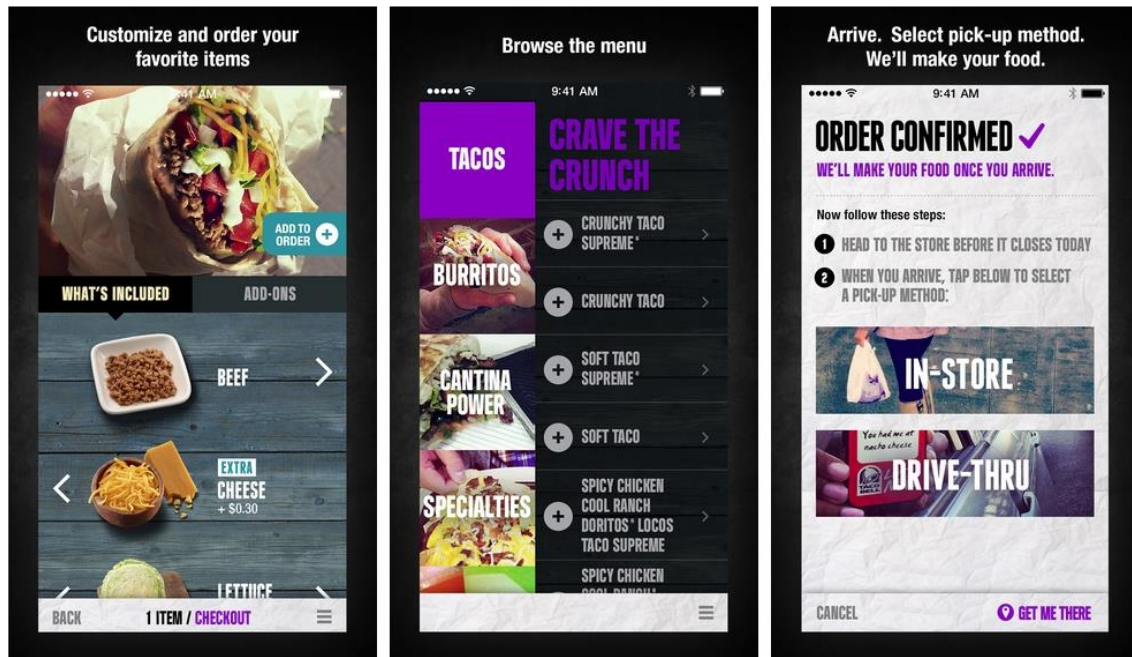 Customize and order your
favorite items
9:41 AM
ADD TO
ORDER
WHAT'S INCLUDED
ADD-ONS
BEEF
EXTRA
CHEESE
+ $0.30
LETTUCE
BACK
1 ITEM / CHECKOUT
Browse the menu
9:41 AM
TACOS
BURRITOS
CANTINA
POWER
SPECIALTIES
CRAVE THE
CRUNCH
CRUNCHY TACO
SUPREME®
CRUNCHY TACO
SOFT TACO
SUPREME®
SOFT TACO
SPICY CHICKEN
COOL RANCH
DORITOS® LOCOS
TACO SUPREME
SPICY CHICKEN
COOL RANCH®
Arrive. Select pick-up method.
We'll make your food.
9:41 AM
ORDER CONFIRMED
WE'LL MAKE YOUR FOOD ONCE YOU ARRIVE.
Now follow these steps:
1 HEAD TO THE STORE BEFORE IT CLOSES TODAY
2 WHEN YOU ARRIVE, TAP BELOW TO SELECT
A PICK-UP METHOD:
IN-STORE
You had me at
nacho cheese
TACO
BELL
DRIVE-THRU
CANCEL
GET ME THERE